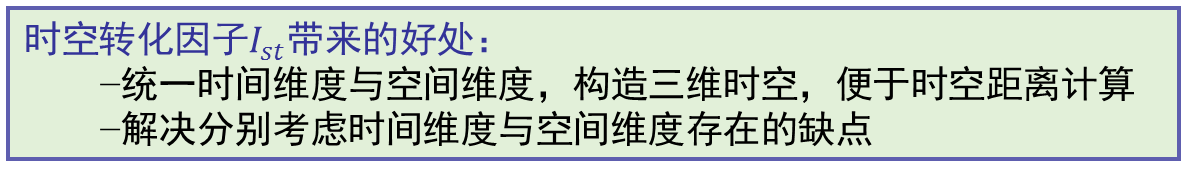 时空转化因子Ist带来的好处：
–统一时间维度与空间维度，构造三维时空，便于时空距离计算
–解决分别考虑时间维度与空间维度存在的缺点